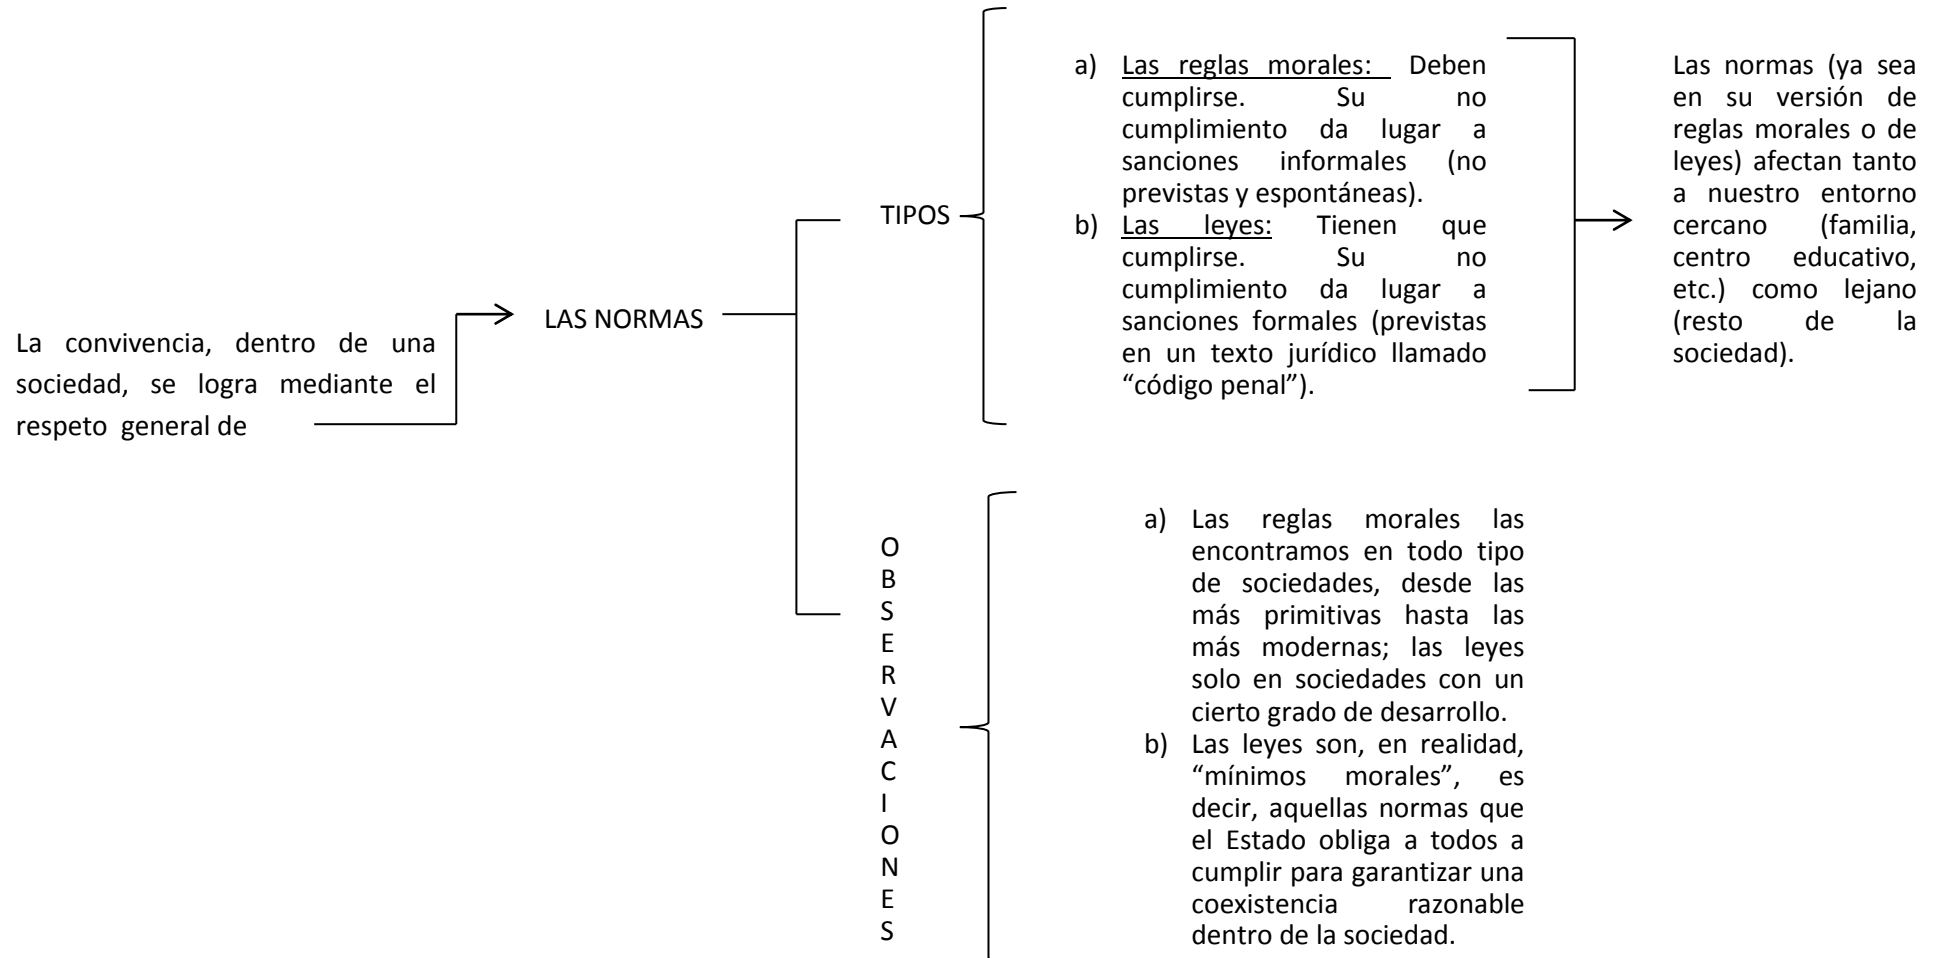 La convivencia, dentro de una
sociedad, se logra mediante el
respeto general de
LAS NORMAS
TIPOS
a) Las reglas morales: Deben
cumplirse. Su no
cumplimiento da lugar a
sanciones informales (no
previstas y espontáneas).
b) Las leyes: Tienen que
cumplirse. Su no
cumplimiento da lugar a
sanciones formales (previstas
en un texto jurídico llamado
“código penal”).
Las normas (ya sea
en su versión de
reglas morales o de
leyes) afectan tanto
a nuestro entorno
cercano (familia,
centro educativo,
etc.) como lejano
(resto de la
sociedad).
O
B
S
E
R
V
A
C
I
O
N
E
S
a) Las reglas morales las
encontramos en todo tipo
de sociedades, desde las
más primitivas hasta las
más modernas; las leyes
solo en sociedades con un
cierto grado de desarrollo.
b) Las leyes son, en realidad,
“mínimos morales”, es
decir, aquellas normas que
el Estado obliga a todos a
cumplir para garantizar una
coexistencia razonable
dentro de la sociedad.